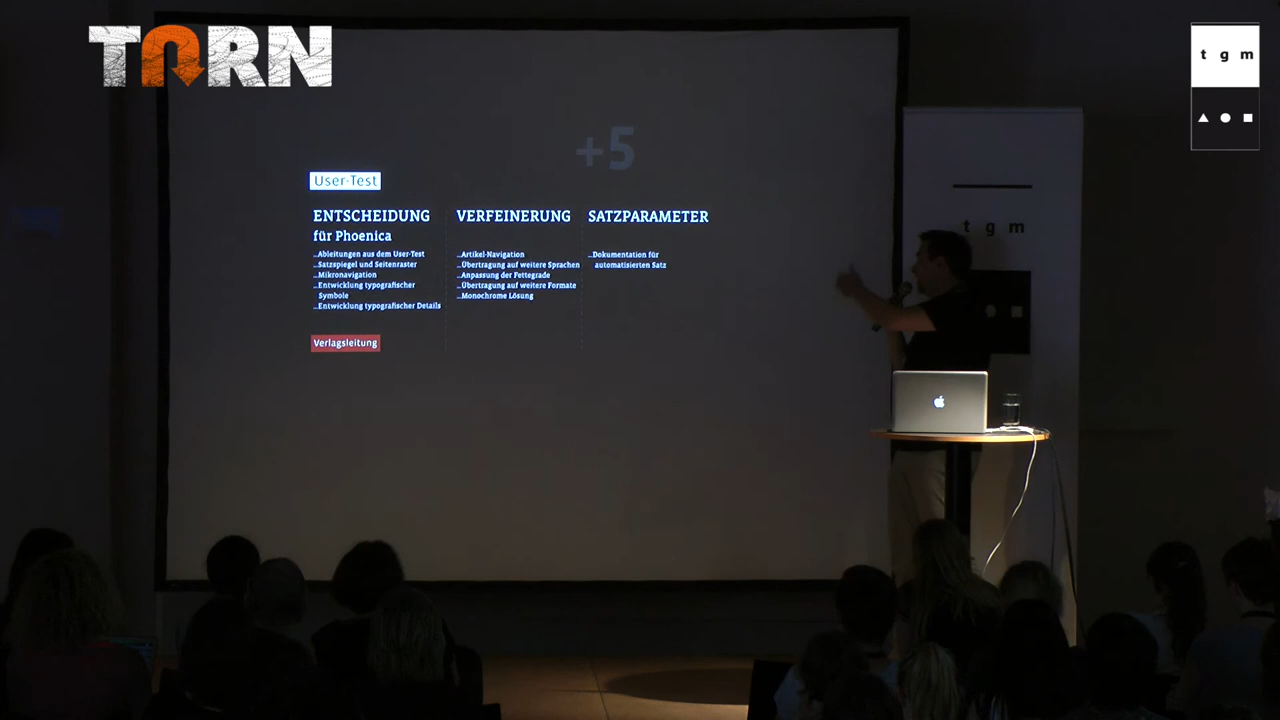 TURN
t g m
+5
User-Test
ENTSCHEIDUNG
für Phoenica
...Ableitungen aus dem User-Test
...Satzspiegel und Seitenraster
...Mikronavigation
...Entwicklung typografischer
Symbole
...Entwicklung typografischer Details
Verlagsleitung
VERFEINERUNG
...Artikel-Navigation
...Übertragung auf weitere Sprachen
...Anpassung der Fettegrade
...Übertragung auf weitere Formate
...Monochrome Lösung
SATZPARAMETER
...Dokumentation für
automatisierten Satz
t g m